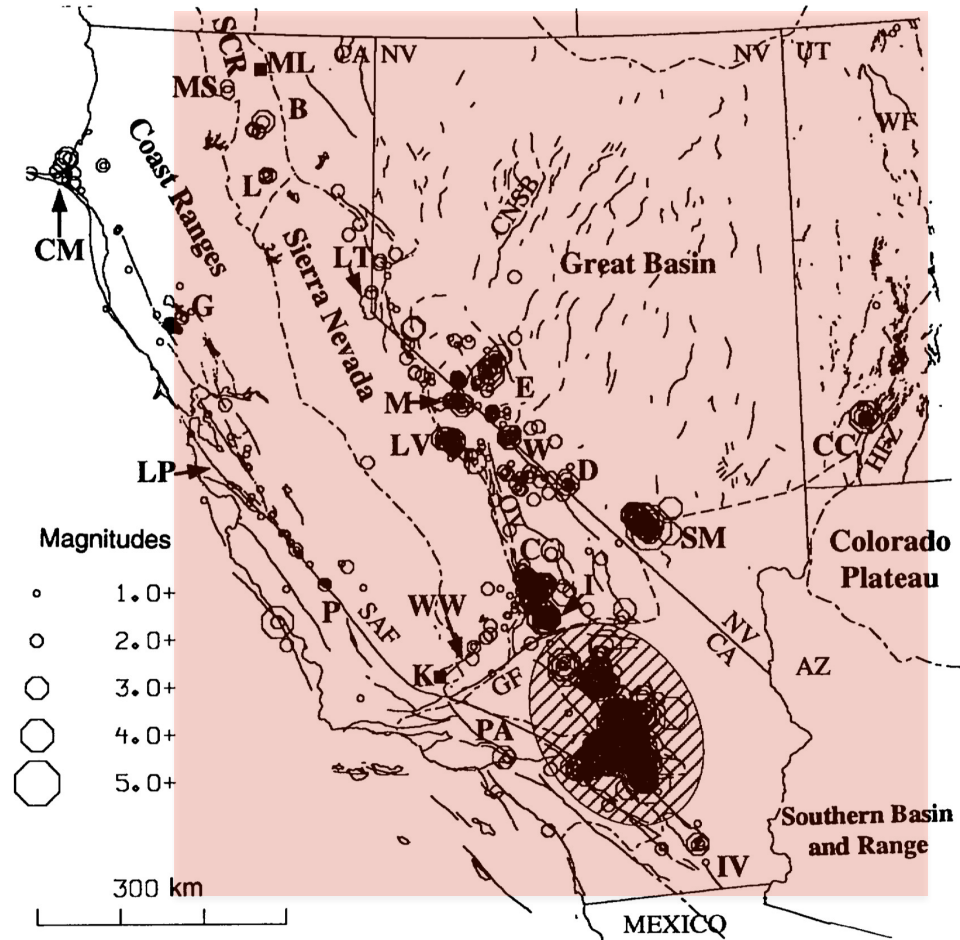 SCR
ML
CA
NV
NV
UT
MS
B
WF
Coast Ranges
L
CNSB
CM
Sierra Nevada
LT
Great Basin
G
E
M
LV
W
CC
HFZ
LP
D
OV
SM
Magnitudes
Colorado
Plateau
C
I
1.0+
P
SAF
WW
2.0+
NV
CA
AZ
K
GF
3.0+
PA
4.0+
5.0+
Southern Basin
and Range
IV
300 km
MEXICO